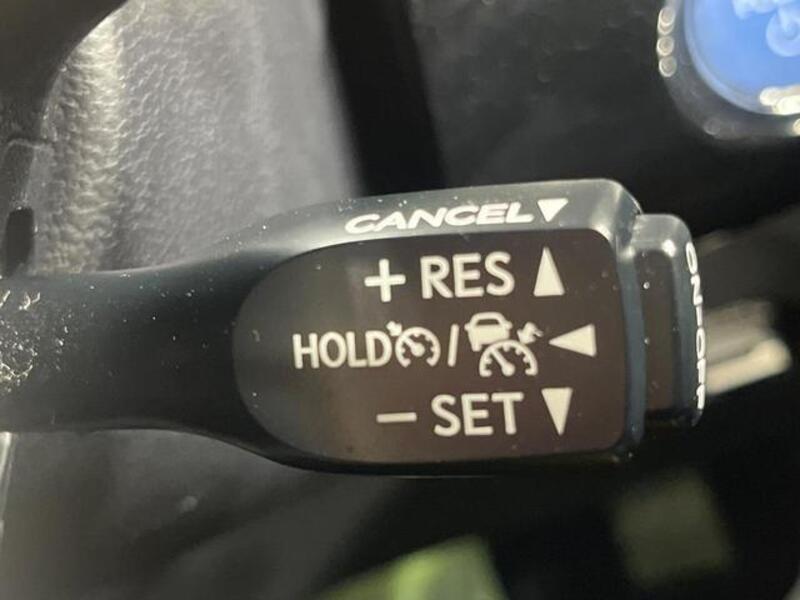 CANCEL▼
+ RES ▲
HOLD / ◀
− SET ▼
ON-OFF